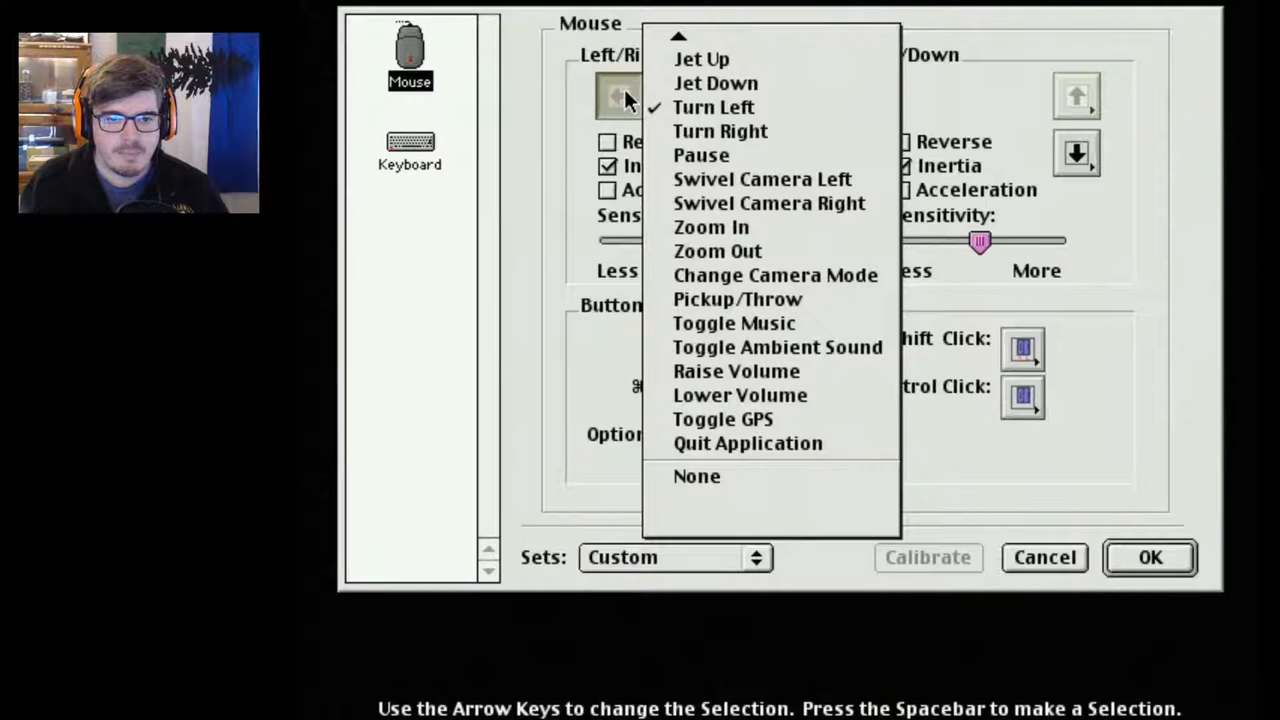 Mouse
Keyboard
Mouse
Left/Ri
/Down
Jet Up
Jet Down
Turn Left
Turn Right
Pause
Swivel Camera Left
Swivel Camera Right
Zoom In
Zoom Out
Change Camera Mode
Pickup/Throw
Toggle Music
Toggle Ambient Sound
Raise Volume
Lower Volume
Toggle GPS
Quit Application
None
Re
In
Ac
Sens
Less
Reverse
Inertia
Acceleration
ensitivity:
ess
More
Button
⌘
Option
hift Click:
trol Click:
Sets:
Custom
Calibrate
Cancel
OK
Use the Arrow Keys to change the Selection. Press the Spacebar to make a Selection.